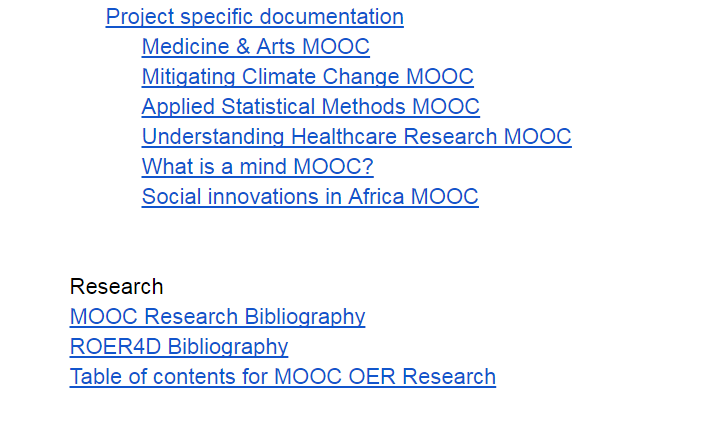 Project specific documentation
Medicine & Arts MOOC
Mitigating Climate Change MOOC
Applied Statistical Methods MOOC
Understanding Healthcare Research MOOC
What is a mind MOOC?
Social innovations in Africa MOOC
Research
MOOC Research Bibliography
ROER4D Bibliography
Table of contents for MOOC OER Research